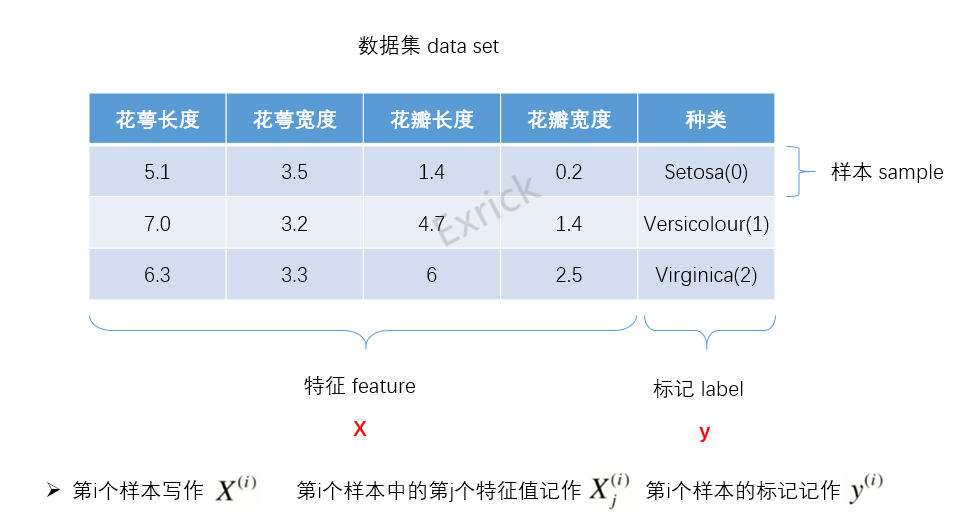 数据集 data set
花萼长度 花萼宽度 花瓣长度 花瓣宽度 种类
5.1 3.5 1.4 0.2 Setosa(0)
样本 sample
7.0 3.2 4.7 1.4 Versicolour(1)
Exrick
6.3 3.3 6 2.5 Virginica(2)
特征 feature 标记 label
X y
➢ 第i个样本写作 X^(i) 第i个样本中的第j个特征值记作 X_j^(i) 第i个样本的标记记作 y^(i)